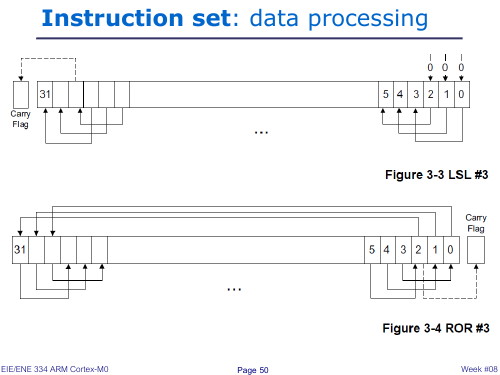 Instruction set: data processing
0 0 0
31 5 4 3 2 1 0
Carry
Flag
...
Figure 3-3 LSL #3
Carry
Flag
31 5 4 3 2 1 0
...
Figure 3-4 ROR #3
EIE/ENE 334 ARM Cortex-M0 Page 50 Week #08